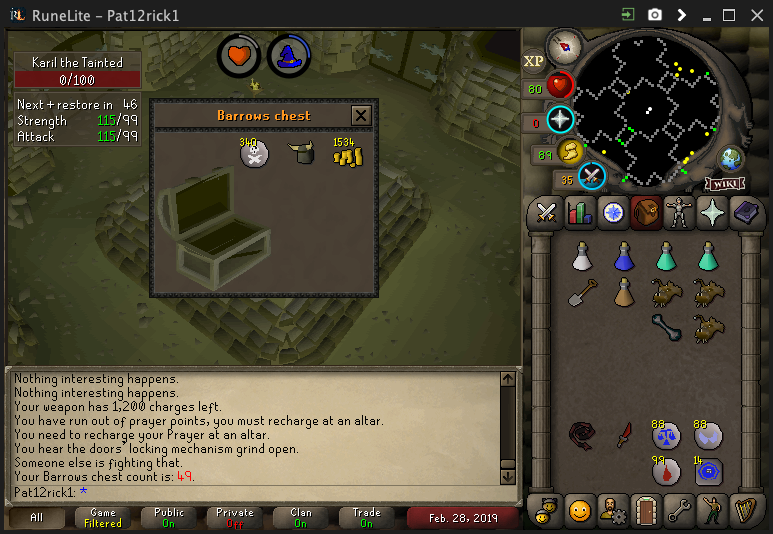 RuneLite - Pat12rick1
Karil the Tainted
0/100
Next + restore in 46
Strength 115/99
Attack 115/99
Barrows chest
340
1534
XP
80
0
89
35
WIKI
Nothing interesting happens.
Nothing interesting happens.
Your weapon has 1,200 charges left.
You have run out of prayer points, you must recharge at an altar.
You need to recharge your Prayer at an altar.
You hear the doors' locking mechanism grind open.
Someone else is fighting that.
Your Barrows chest count is: 49.
Pat12rick1: *
88
88
99
14
All
Game
Filtered
Public
On
Private
Off
Clan
On
Trade
On
Feb. 28, 2019